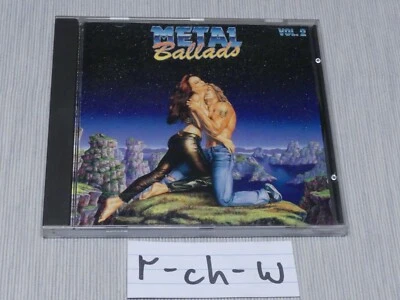 METAL
Ballads
VOL. 2
r-ch-w